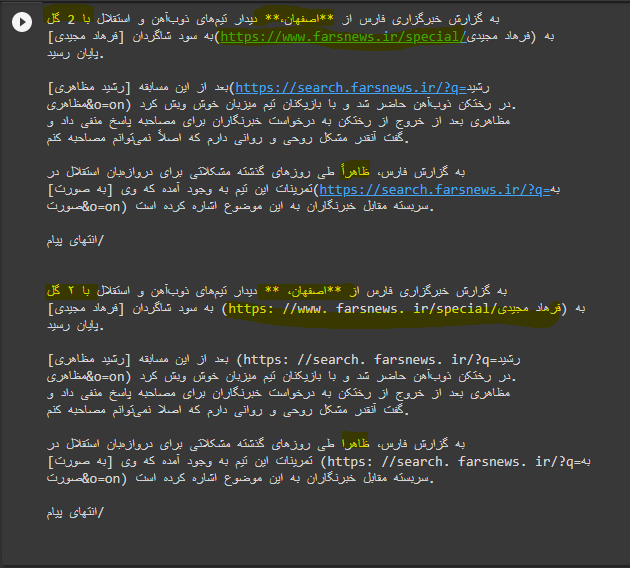 به گزارش خبرگزاری فارس از **اصفهان،** دیدار تیم‌های ذوب‌آهن و استقلال با 2 گل
به سود شاگردان [فرهاد مجیدی](https://www.farsnews.ir/special/فرهاد مجیدی) به
پایان رسید.
بعد از این مسابقه [رشید مظاهری](https://search.farsnews.ir/?q=رشید
مظاهری&o=on) در رختکن ذوب‌آهن حاضر شد و با بازیکنان تیم میزبان خوش وبش کرد.
مظاهری بعد از خروج از رختکن به درخواست خبرنگاران برای مصاحبه پاسخ منفی داد و
گفت آنقدر مشکل روحی و روانی دارم که اصلاً نمی‌توانم مصاحبه کنم.
به گزارش فارس، ظاهراً طی روزهای گذشته مشکلاتی برای دروازه‌بان استقلال در
تمرینات این تیم به وجود آمده که وی [به صورت](https://search.farsnews.ir/?q=به
صورت&o=on) سربسته مقابل خبرنگاران به این موضوع اشاره کرده است.
انتهای پیام/
به گزارش خبرگزاری فارس از **اصفهان، ** دیدار تیم‌های ذوب‌آهن و استقلال با ۲ گل
به سود شاگردان [فرهاد مجیدی] (https: //www. farsnews. ir/special/فرهاد مجیدی) به
پایان رسید.
بعد از این مسابقه [رشید مظاهری] (https: //search. farsnews. ir/?q=رشید
مظاهری&o=on) در رختکن ذوب‌آهن حاضر شد و با بازیکنان تیم میزبان خوش وبش کرد.
مظاهری بعد از خروج از رختکن به درخواست خبرنگاران برای مصاحبه پاسخ منفی داد و
گفت آنقدر مشکل روحی و روانی دارم که اصلا نمی‌توانم مصاحبه کنم.
به گزارش فارس، ظاهرا طی روزهای گذشته مشکلاتی برای دروازه‌بان استقلال در
تمرینات این تیم به وجود آمده که وی [به صورت] (https: //search. farsnews. ir/?q=به
صورت&o=on) سربسته مقابل خبرنگاران به این موضوع اشاره کرده است.
انتهای پیام/